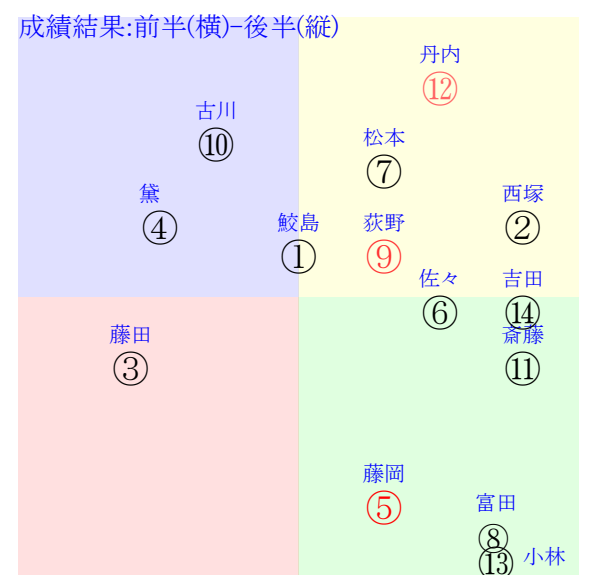 成績結果:前半(横)-後半(縦)
丹内
⑫
古川
⑩
松本
⑦
黛
④
西塚
②
鮫島
①
荻野
⑨
佐々
⑥
吉田
⑭
斎藤
⑪
藤田
③
藤岡
⑤
富田
⑧
小林
⑬